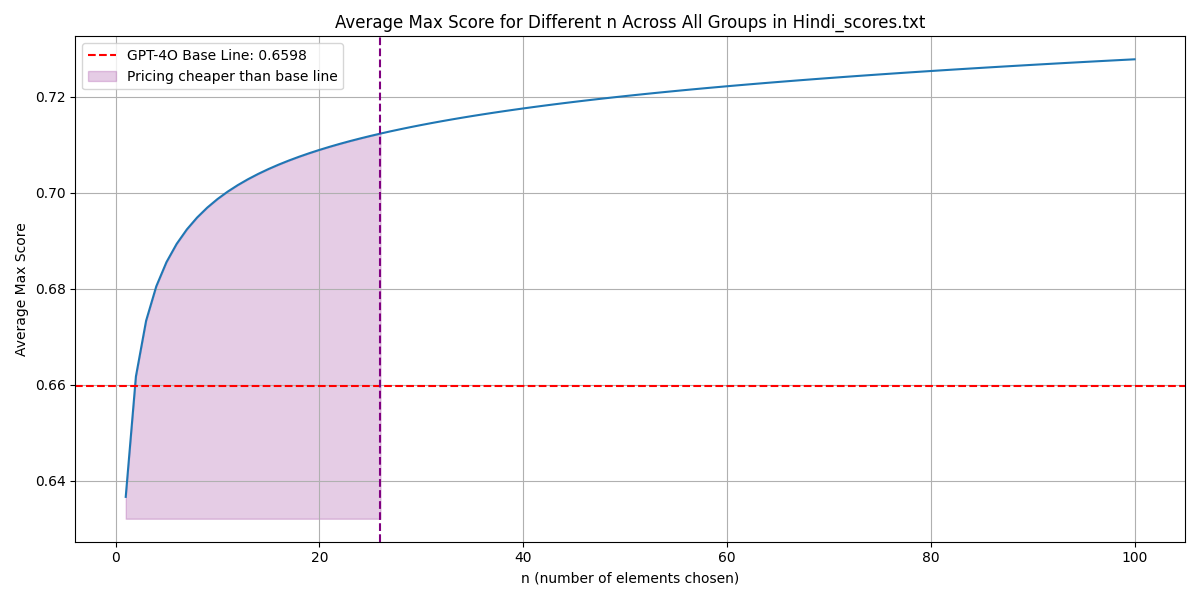 Average Max Score for Different n Across All Groups in Hindi_scores.txt
GPT-4O Base Line: 0.6598
Pricing cheaper than base line
Average Max Score
0.72
0.70
0.68
0.66
0.64
0
20
40
60
80
100
n (number of elements chosen)